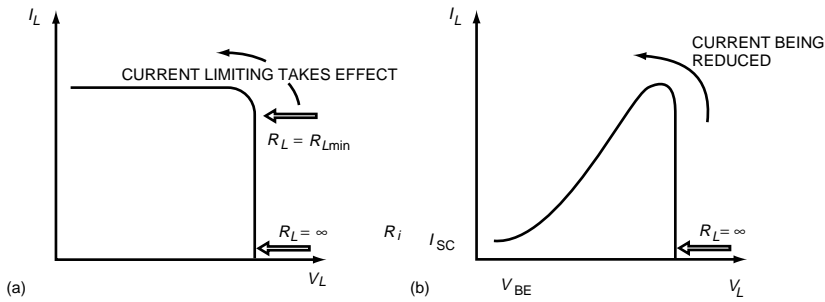 I_L
CURRENT LIMITING TAKES EFFECT
R_L = R_Lmin
R_L = ∞
V_L
(a)
R_i
I_L
CURRENT BEING
REDUCED
R_L = ∞
I_SC
V_BE
V_L
(b)